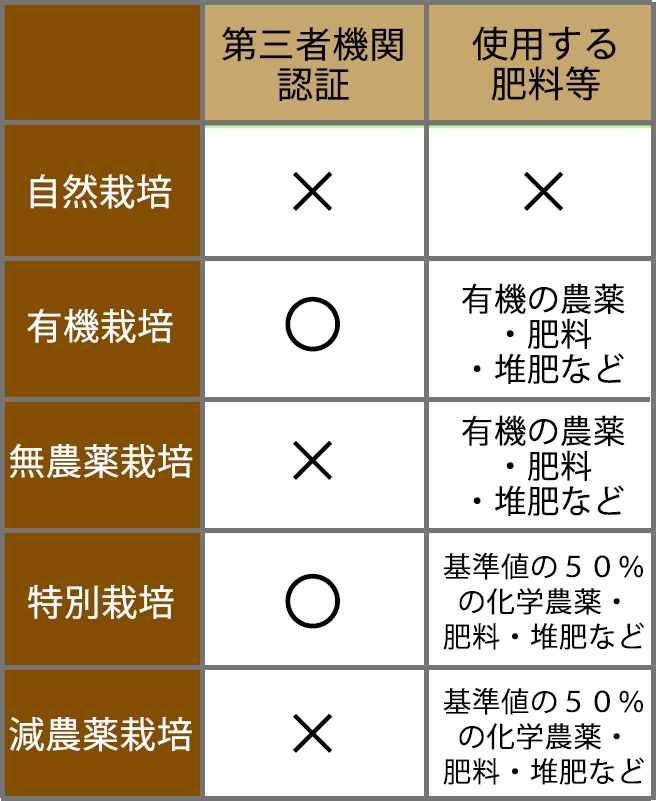 第三者機関
認証
使用する
肥料等
自然栽培
×
×
有機栽培
〇
有機の農薬
・肥料
・堆肥など
無農薬栽培
×
有機の農薬
・肥料
・堆肥など
特別栽培
〇
基準値の５０％
の化学農薬・
肥料・堆肥など
減農薬栽培
×
基準値の５０％
の化学農薬・
肥料・堆肥など